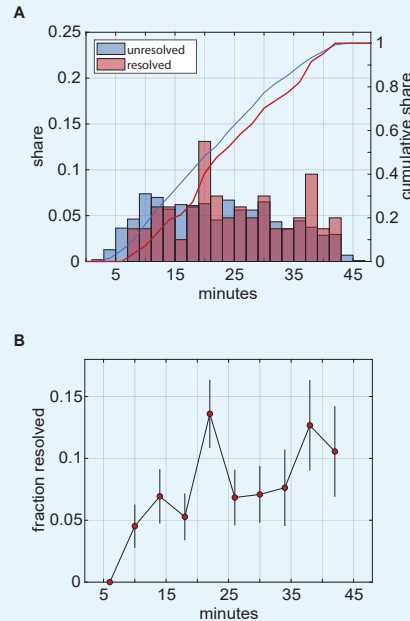 A
0.25
0.2
0.15
0.1
0.05
0
share
unresolved
resolved
1
0.8
0.6
0.4
0.2
0
cumulative share
5 15 25 35 45
minutes
B
0.15
0.1
0.05
0
fraction resolved
5 15 25 35 45
minutes